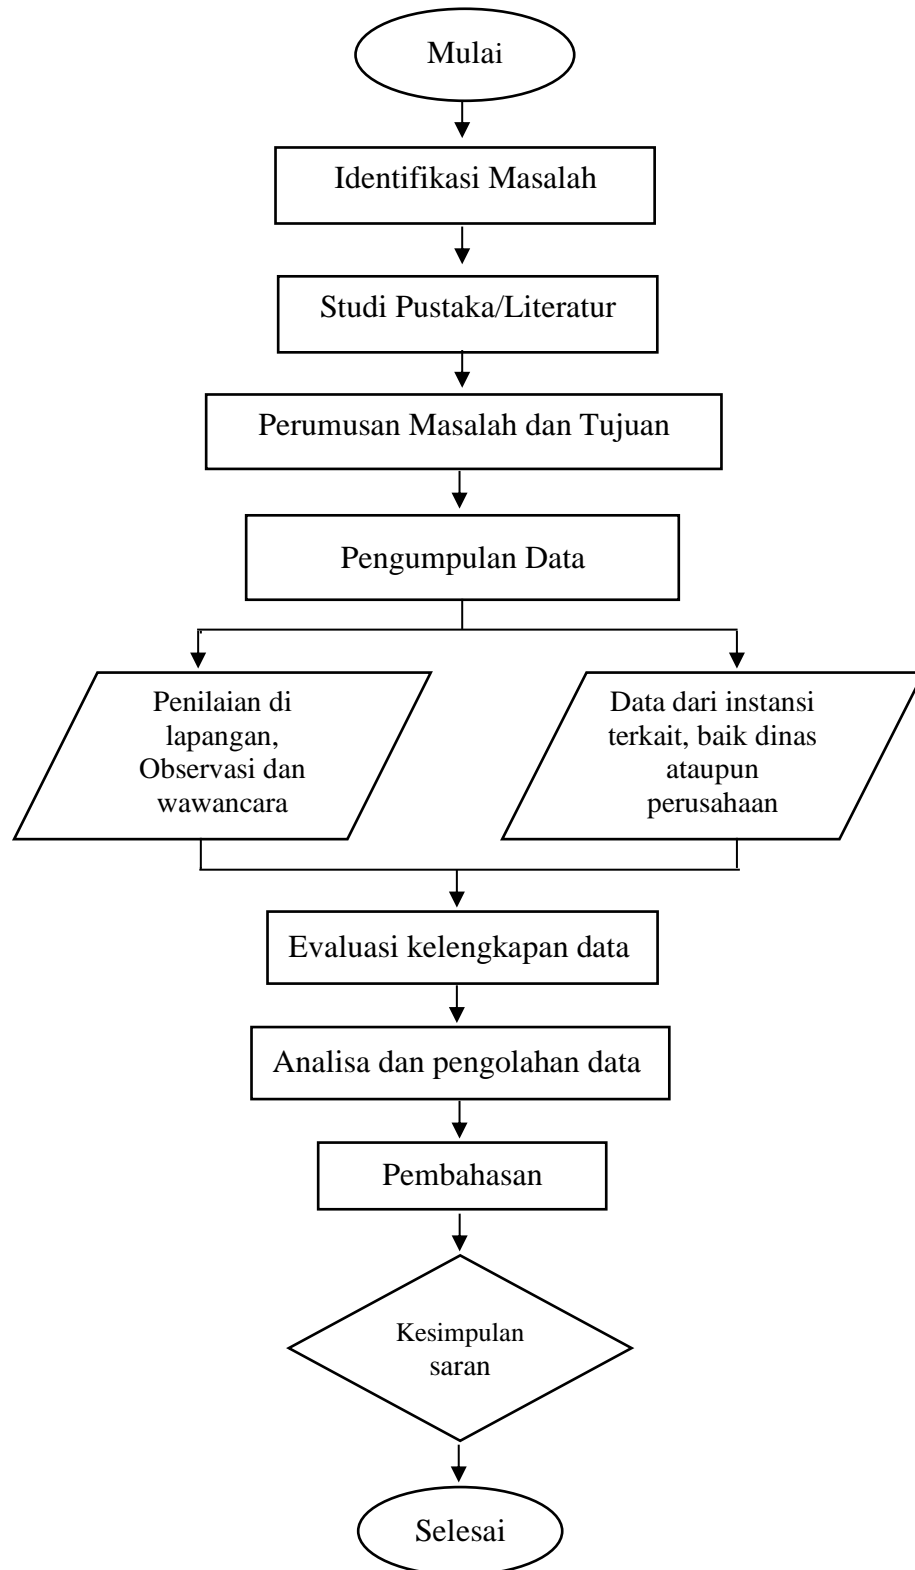 Mulai
Identifikasi Masalah
Studi Pustaka/Literatur
Perumusan Masalah dan Tujuan
Pengumpulan Data
Penilaian di
lapangan,
Observasi dan
wawancara
Data dari instansi
terkait, baik dinas
ataupun
perusahaan
Evaluasi kelengkapan data
Analisa dan pengolahan data
Pembahasan
Kesimpulan
saran
Selesai